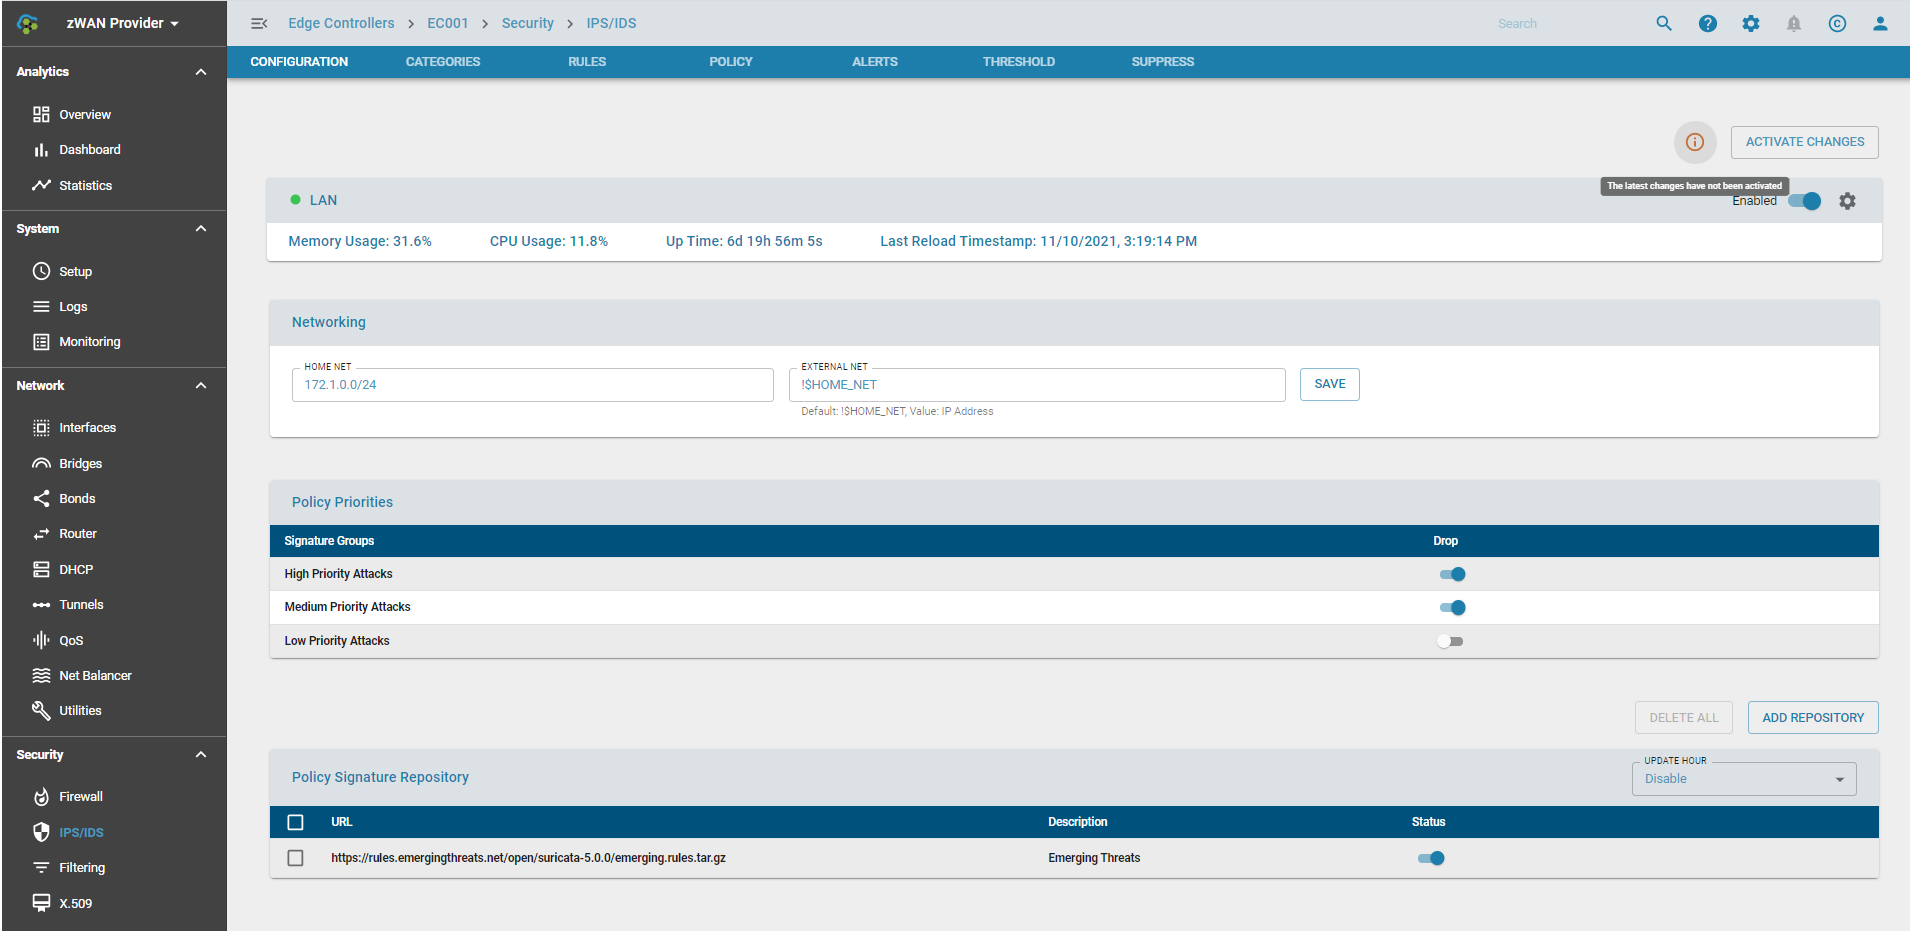 zWAN Provider
Edge Controllers > EC001 > Security > IPS/IDS
Search
CONFIGURATION CATEGORIES RULES POLICY ALERTS THRESHOLD SUPPRESS
Analytics
Overview
Dashboard
Statistics
System
Setup
Logs
Monitoring
Network
Interfaces
Bridges
Bonds
Router
DHCP
Tunnels
QoS
Net Balancer
Utilities
Security
Firewall
IPS/IDS
Filtering
X.509
ACTIVATE CHANGES
The latest changes have not been activated
LAN
Enabled
Memory Usage: 31.6% CPU Usage: 11.8% Up Time: 6d 19h 56m 5s Last Reload Timestamp: 11/10/2021, 3:19:14 PM
Networking
HOME NET
172.1.0.0/24
EXTERNAL NET
!$HOME_NET
Default: !$HOME_NET, Value: IP Address
SAVE
Policy Priorities
Signature Groups Drop
High Priority Attacks
Medium Priority Attacks
Low Priority Attacks
DELETE ALL ADD REPOSITORY
Policy Signature Repository
UPDATE HOUR
Disable
URL Description Status
https://rules.emergingthreats.net/open/suricata-5.0.0/emerging.rules.tar.gz Emerging Threats